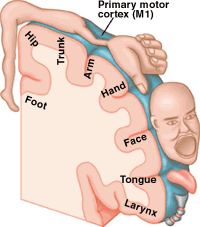 Primary motor
cortex (M1)
Hip
Trunk
Arm
Hand
Foot
Face
Tongue
Larynx